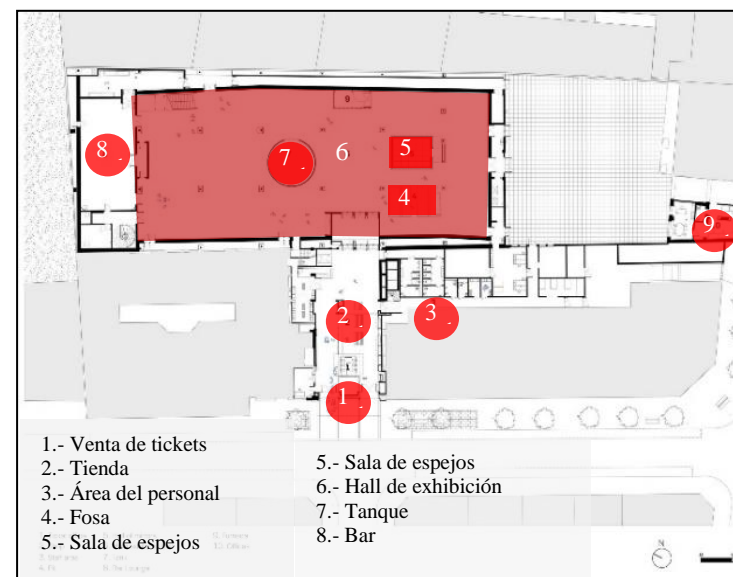 8
7
6
5
4
9
2
3
1
1.- Venta de tickets
2.- Tienda
3.- Área del personal
4.- Fosa
5.- Sala de espejos
5.- Sala de espejos
6.- Hall de exhibición
7.- Tanque
8.- Bar
N